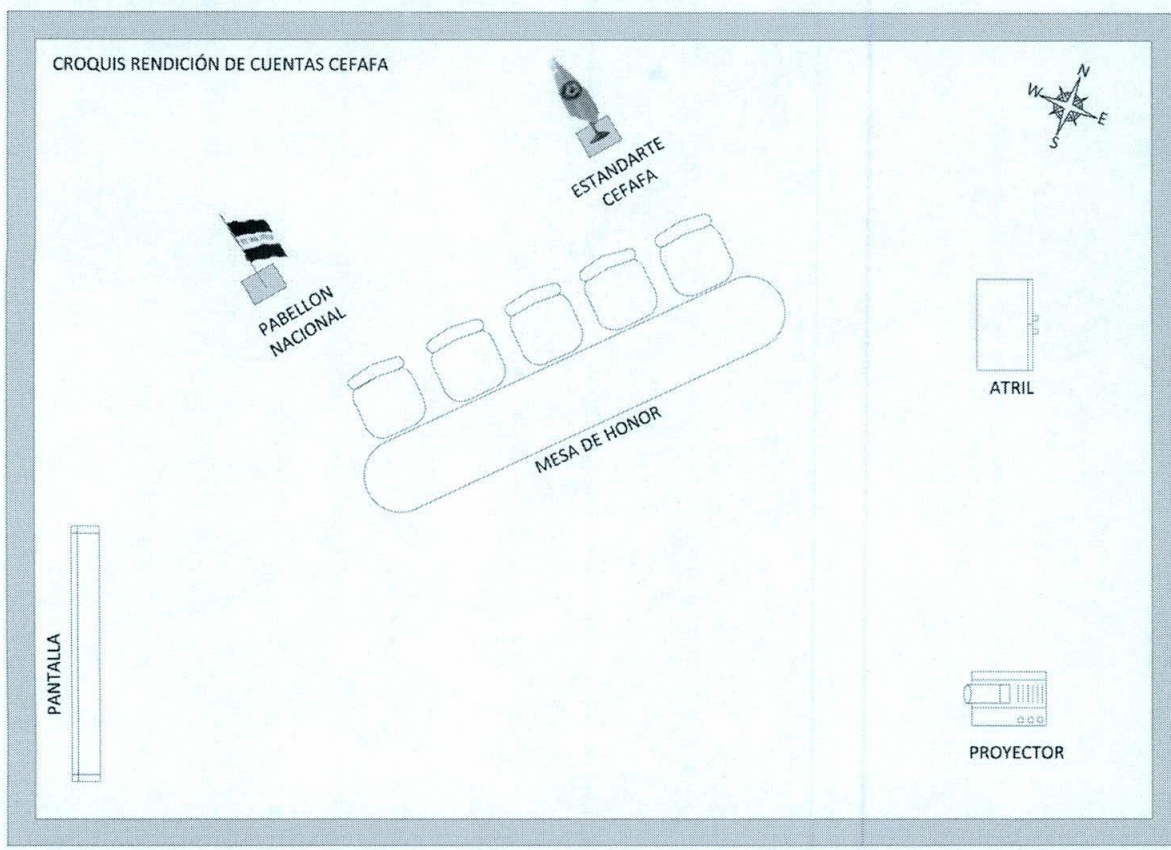 CROQUIS RENDICIÓN DE CUENTAS CEFAFA
N
W
E
S
ESTANDARTE
CEFAFA
PABELLON
NACIONAL
ATRIL
MESA DE HONOR
PANTALLA
PROYECTOR